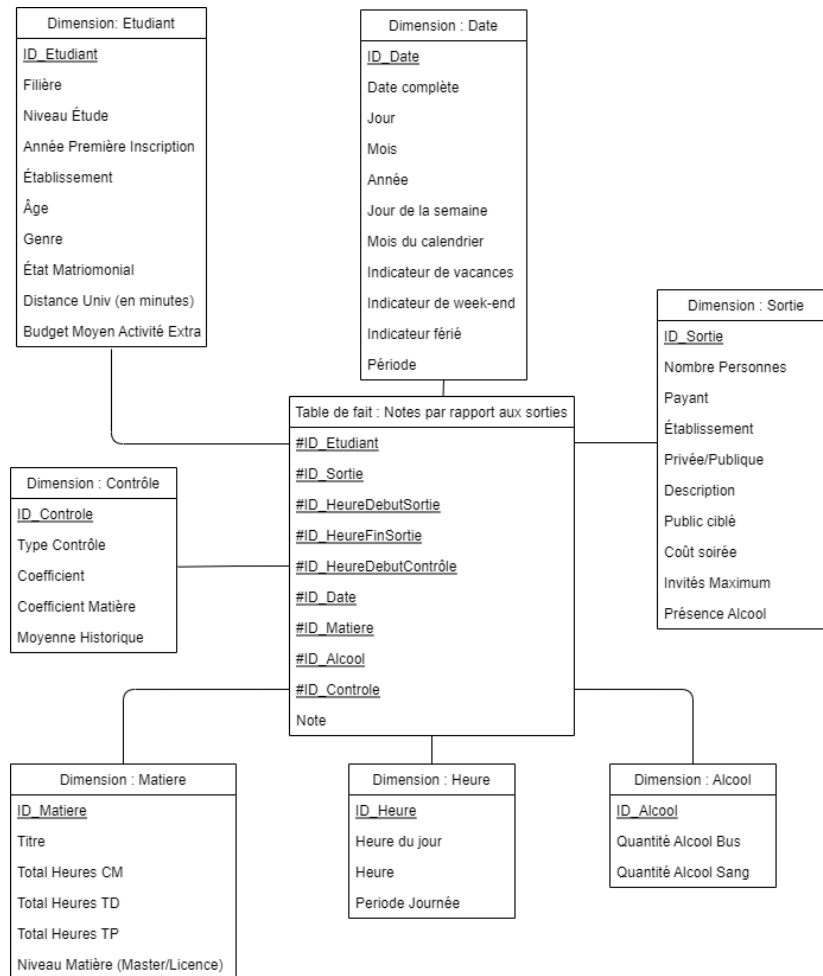 Dimension: Etudiant
ID_Etudiant
Filière
Niveau Étude
Année Première Inscription
Établissement
Âge
Genre
État Matriomonial
Distance Univ (en minutes)
Budget Moyen Activité Extra
Dimension : Date
ID_Date
Date complète
Jour
Mois
Année
Jour de la semaine
Mois du calendrier
Indicateur de vacances
Indicateur de week-end
Indicateur férié
Période
Dimension : Sortie
ID_Sortie
Nombre Personnes
Payant
Établissement
Privée/Publique
Description
Public ciblé
Coût soirée
Invités Maximum
Présence Alcool
Table de fait : Notes par rapport aux sorties
#ID_Etudiant
#ID_Sortie
#ID_HeureDebutSortie
#ID_HeureFinSortie
#ID_HeureDebutContrôle
#ID_Date
#ID_Matiere
#ID_Alcool
#ID_Controle
Note
Dimension : Contrôle
ID_Controle
Type Contrôle
Coefficient
Coefficient Matière
Moyenne Historique
Dimension : Matiere
ID_Matiere
Titre
Total Heures CM
Total Heures TD
Total Heures TP
Niveau Matière (Master/Licence)
Dimension : Heure
ID_Heure
Heure du jour
Heure
Periode Journée
Dimension : Alcool
ID_Alcool
Quantité Alcool Bus
Quantité Alcool Sang